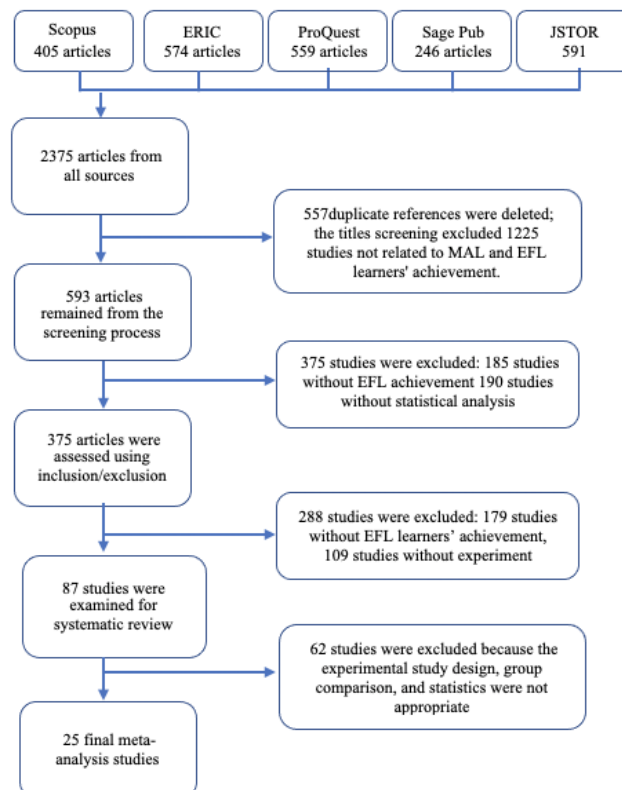 Scopus
405 articles
ERIC
574 articles
ProQuest
559 articles
Sage Pub
246 articles
JSTOR
591
2375 articles from
all sources
557duplicate references were deleted;
the titles screening excluded 1225
studies not related to MAL and EFL
learners' achievement.
593 articles
remained from the
screening process
375 studies were excluded: 185 studies
without EFL achievement 190 studies
without statistical analysis
375 articles were
assessed using
inclusion/exclusion
288 studies were excluded: 179 studies
without EFL learners’ achievement,
109 studies without experiment
87 studies were
examined for
systematic review
62 studies were excluded because the
experimental study design, group
comparison, and statistics were not
appropriate
25 final meta-
analysis studies